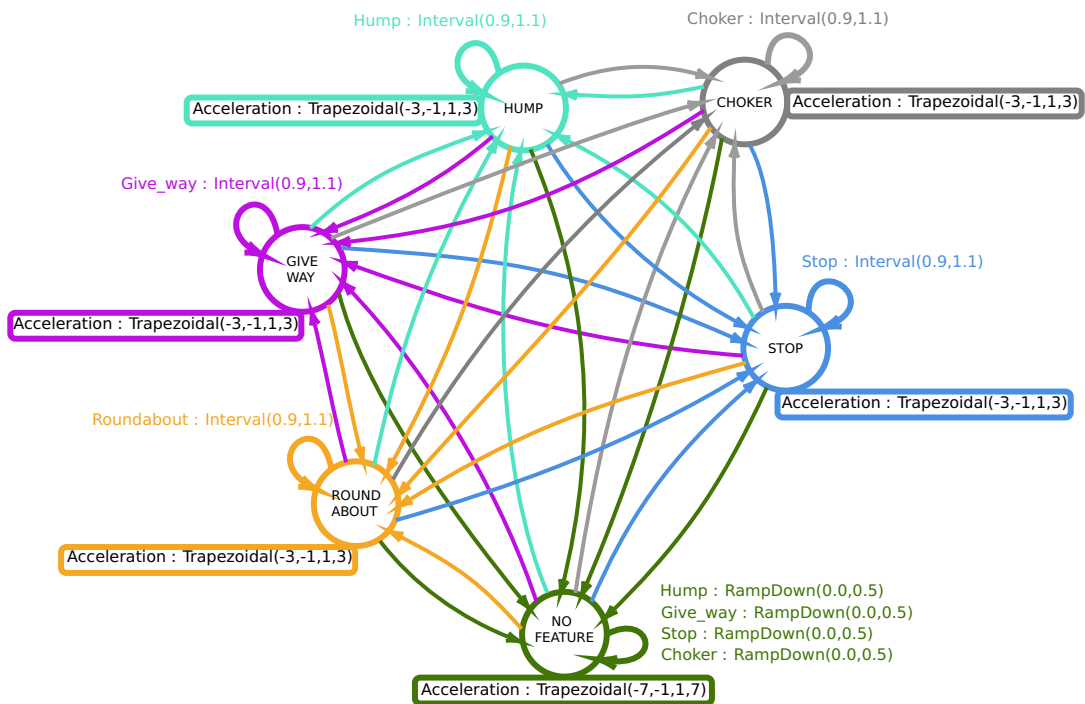 Hump : Interval(0.9,1.1)
Choker : Interval(0.9,1.1)
Acceleration : Trapezoidal(-3,-1,1,3)
HUMP
CHOKER
Acceleration : Trapezoidal(-3,-1,1,3)
Give_way : Interval(0.9,1.1)
GIVE
WAY
Stop : Interval(0.9,1.1)
Acceleration : Trapezoidal(-3,-1,1,3)
STOP
Acceleration : Trapezoidal(-3,-1,1,3)
Roundabout : Interval(0.9,1.1)
ROUND
ABOUT
Acceleration : Trapezoidal(-3,-1,1,3)
NO
FEATURE
Hump : RampDown(0.0,0.5)
Give_way : RampDown(0.0,0.5)
Stop : RampDown(0.0,0.5)
Choker : RampDown(0.0,0.5)
Acceleration : Trapezoidal(-7,-1,1,7)